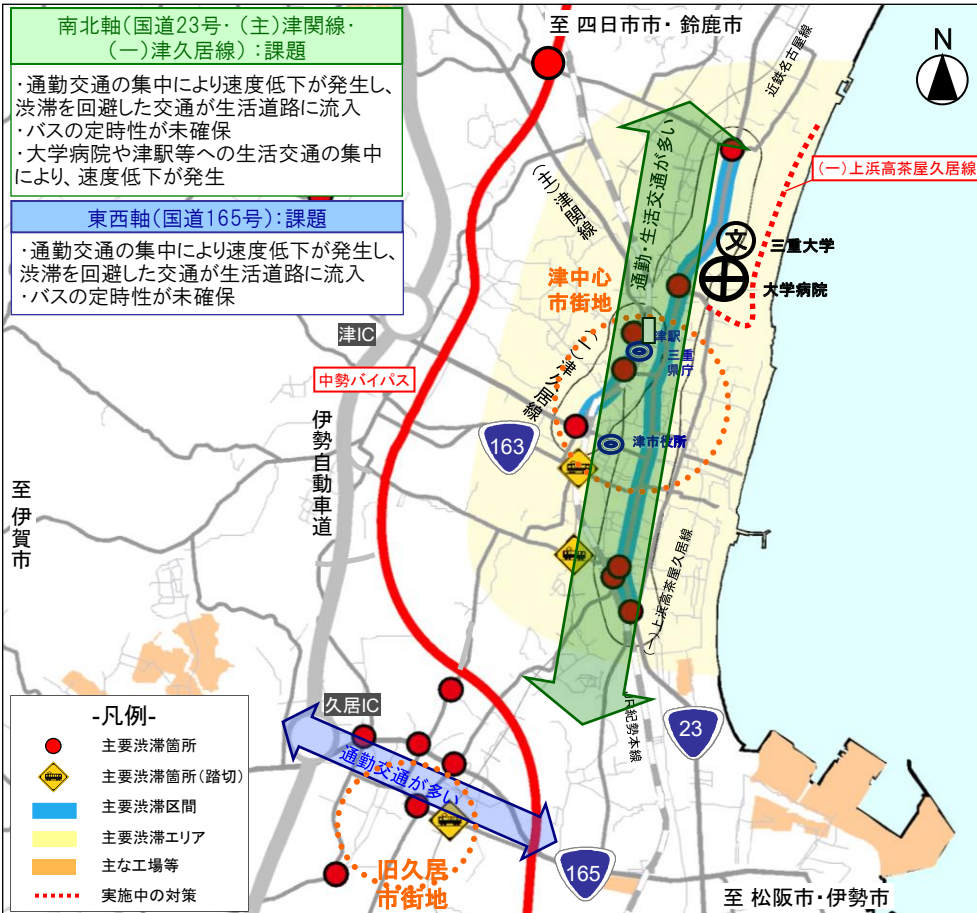 南北軸(国道23号・(主)津関線・
(一)津久居線):課題
・通勤交通の集中により速度低下が発生し、
渋滞を回避した交通が生活道路に流入
・バスの定時性が未確保
・大学病院や津駅等への生活交通の集中
により、速度低下が発生
東西軸(国道165号):課題
・通勤交通の集中により速度低下が発生し、
渋滞を回避した交通が生活道路に流入
・バスの定時性が未確保
至 四日市市・鈴鹿市
近鉄名古屋線
N
(一)上浜高茶屋久居線
(主)津関線
通勤・生活交通が多い
文
三重大学
大学病院
津中心
市街地
津IC
津駅
三重
県庁
中勢バイパス
(一)津久居線
伊勢自動車道
163
津市役所
至 伊賀市
(一)上浜高茶屋久居線
久居IC
JR紀勢本線
23
通勤交通が多い
旧久居
市街地
165
至 松阪市・伊勢市
-凡例-
主要渋滞箇所
主要渋滞箇所(踏切)
主要渋滞区間
主要渋滞エリア
主な工場等
実施中の対策